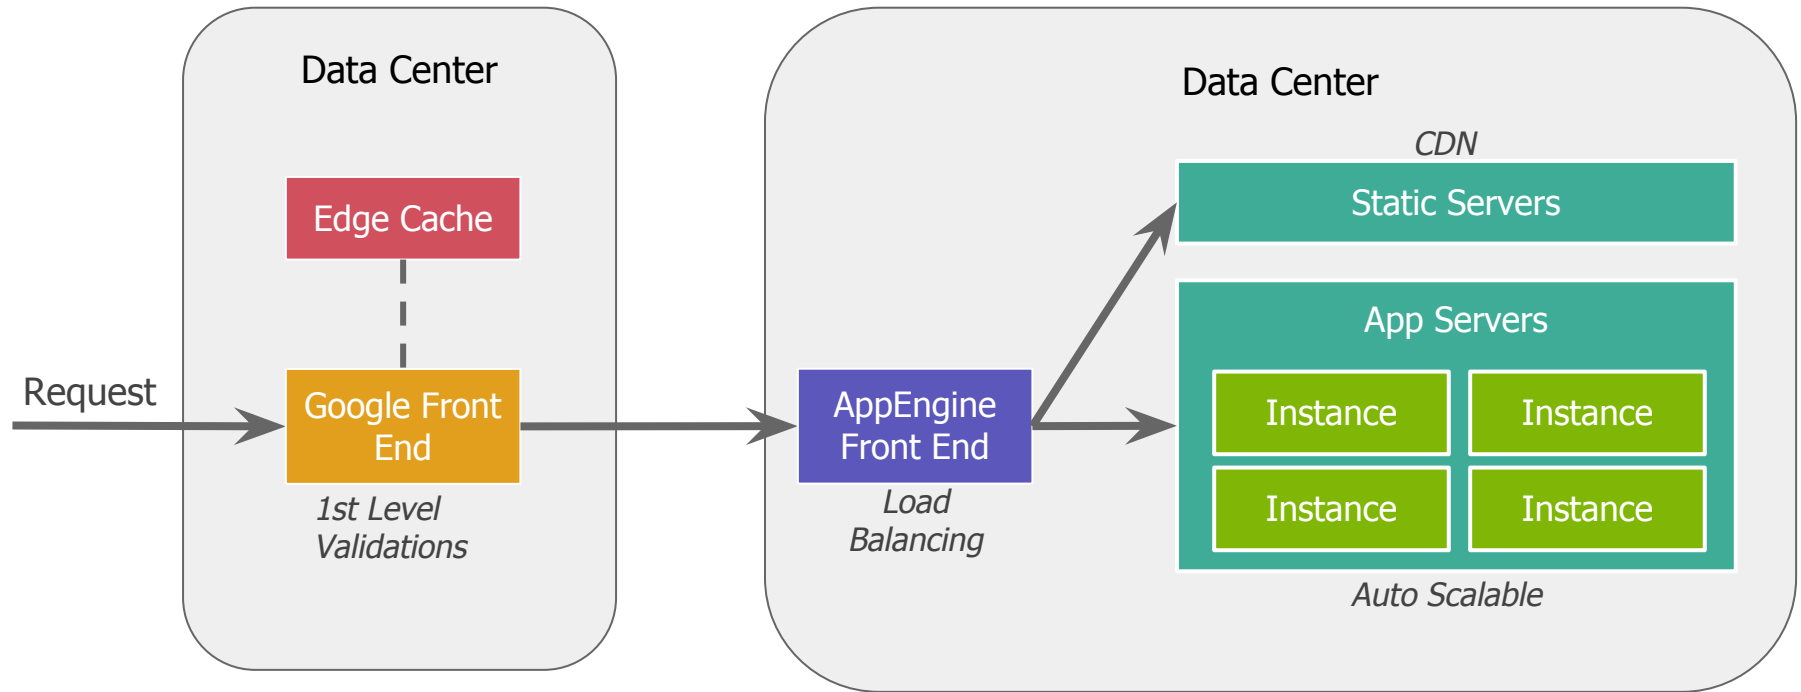 Data Center
Edge Cache
Request
Google Front
End
1st Level
Validations
Data Center
CDN
Static Servers
AppEngine
Front End
Load
Balancing
App Servers
Instance
Instance
Instance
Instance
Auto Scalable